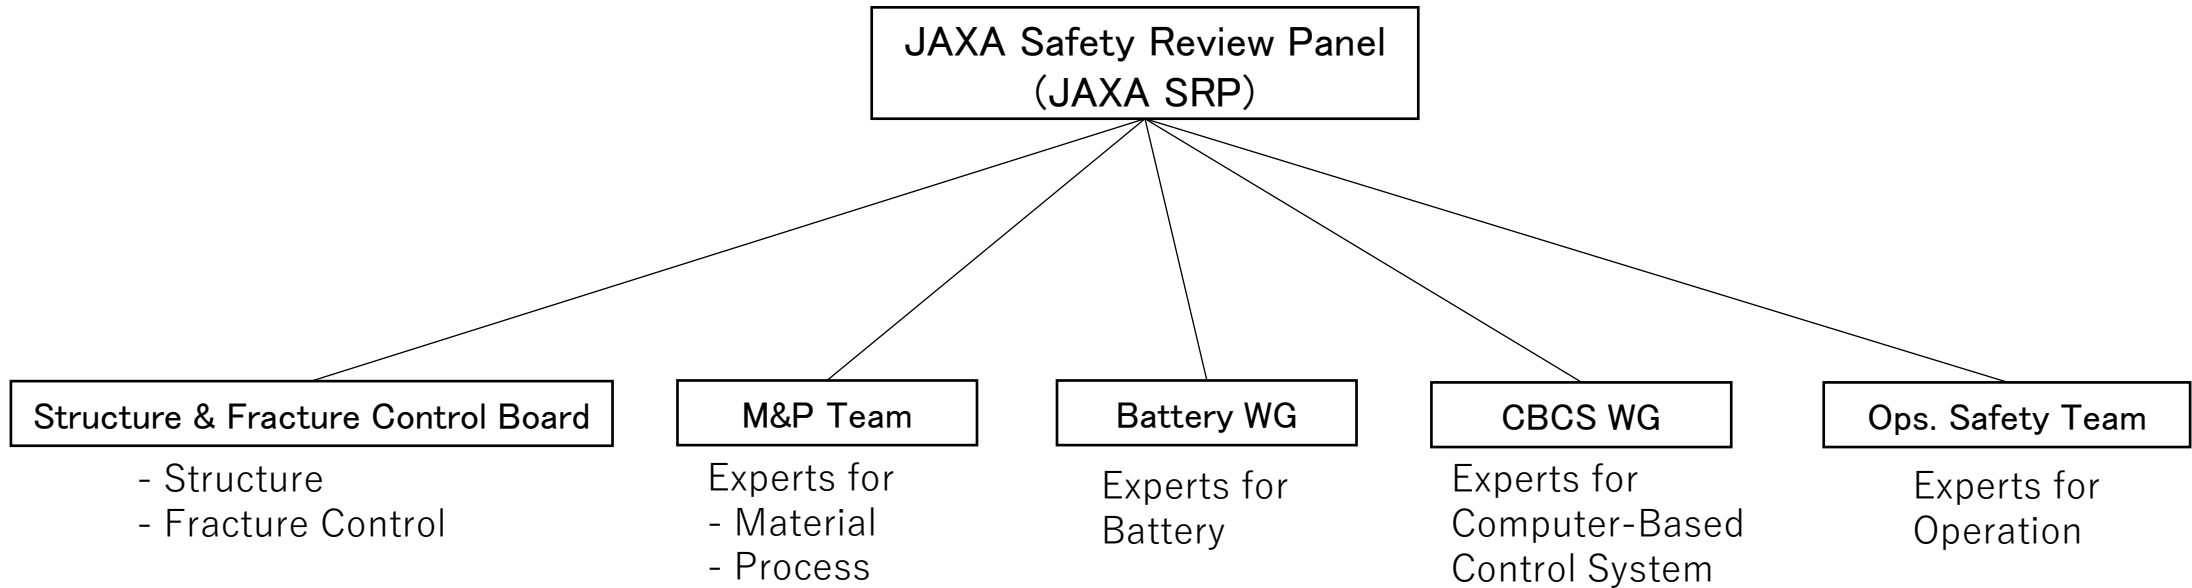 JAXA Safety Review Panel
(JAXA SRP)
Structure & Fracture Control Board
- Structure
- Fracture Control
M&P Team
Experts for
- Material
- Process
Battery WG
Experts for
Battery
CBCS WG
Experts for
Computer-Based
Control System
Ops. Safety Team
Experts for
Operation